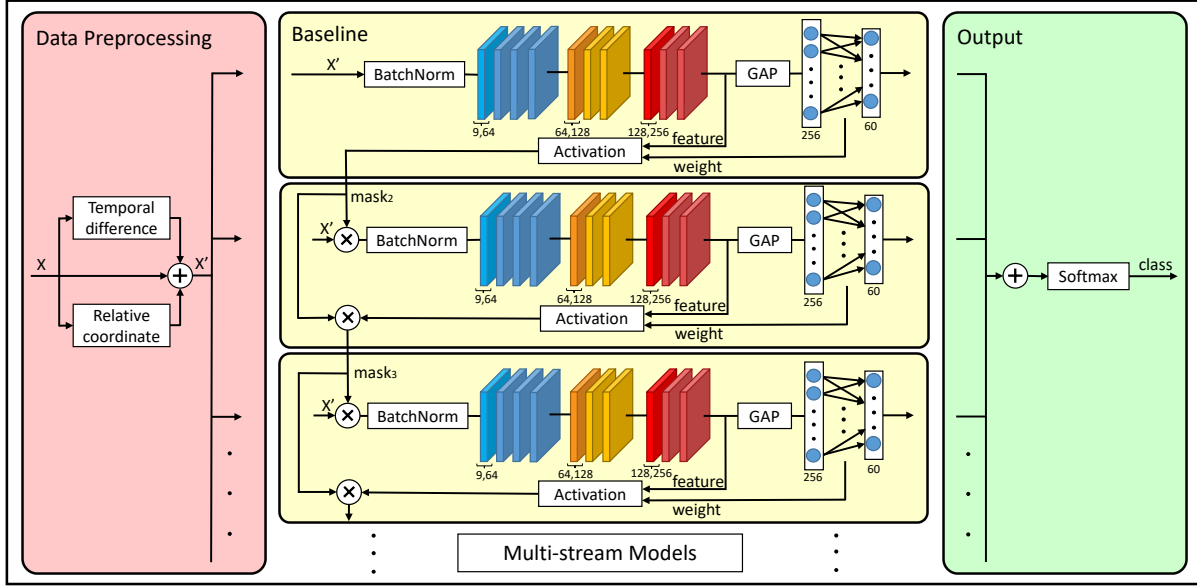 Data Preprocessing
X
Temporal
difference
Relative
coordinate
+
X'
Baseline
X'
BatchNorm
9,64
64,128
128,256
GAP
256
60
feature
Activation
weight
mask2
X'
×
BatchNorm
9,64
64,128
128,256
GAP
256
60
feature
×
Activation
weight
mask3
X'
×
BatchNorm
9,64
64,128
128,256
GAP
256
60
feature
×
Activation
weight
Multi-stream Models
Output
+
Softmax
class